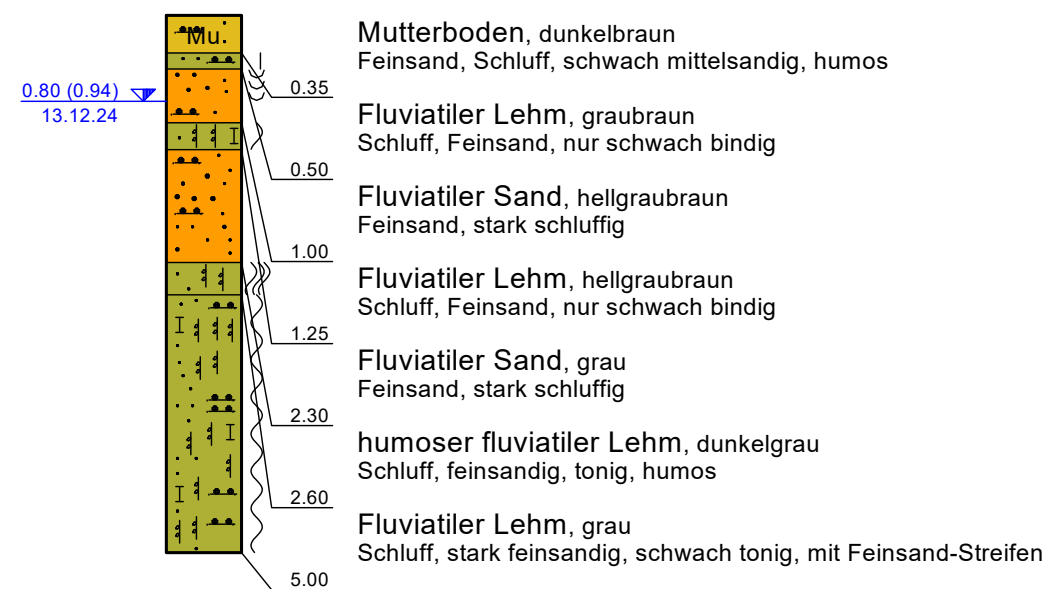 Mu.
0.80 (0.94)
13.12.24
Mutterboden, dunkelbraun
Feinsand, Schluff, schwach mittelsandig, humos
0.35
Fluviatiler Lehm, graubraun
Schluff, Feinsand, nur schwach bindig
0.50
Fluviatiler Sand, hellgraubraun
Feinsand, stark schluffig
1.00
Fluviatiler Lehm, hellgraubraun
Schluff, Feinsand, nur schwach bindig
1.25
Fluviatiler Sand, grau
Feinsand, stark schluffig
2.30
humoser fluviatiler Lehm, dunkelgrau
Schluff, feinsandig, tonig, humos
2.60
Fluviatiler Lehm, grau
Schluff, stark feinsandig, schwach tonig, mit Feinsand-Streifen
5.00